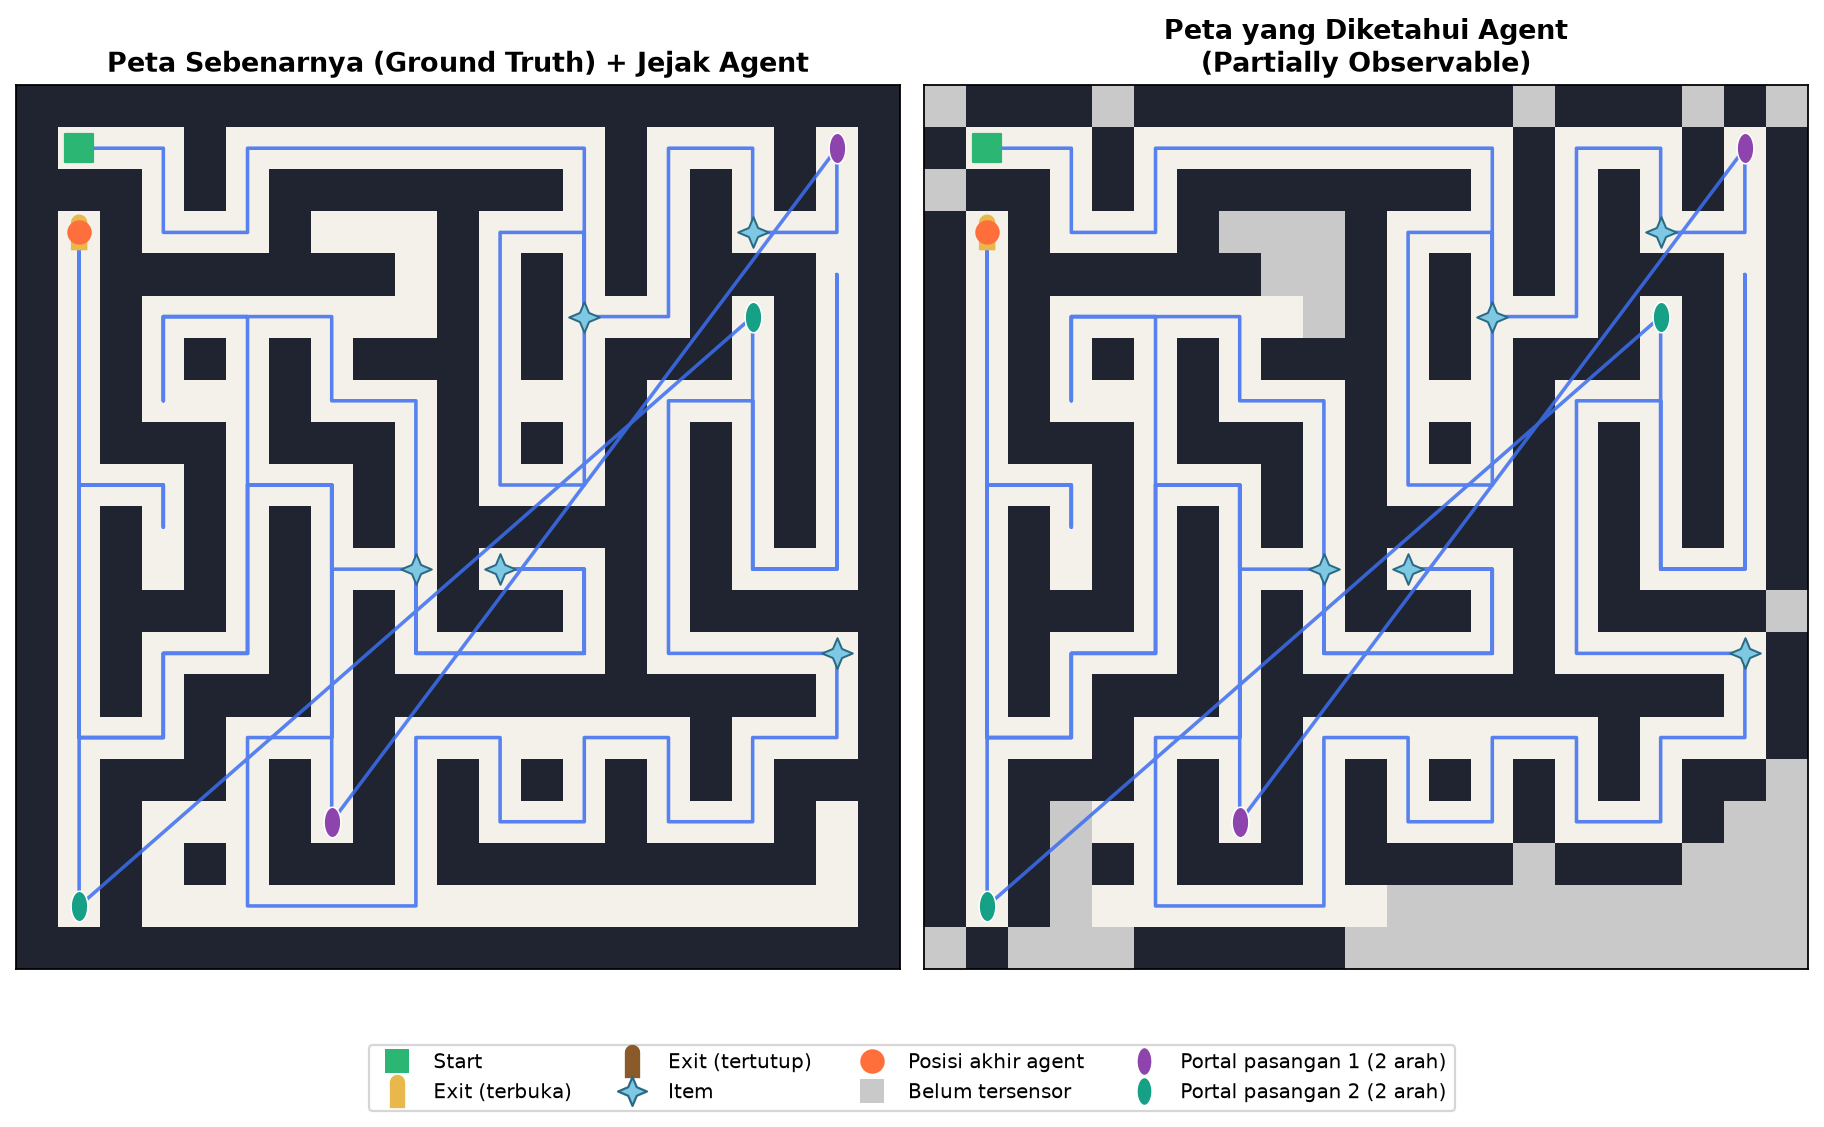 Peta Sebenarnya (Ground Truth) + Jejak Agent
Peta yang Diketahui Agent
(Partially Observable)
Start
Exit (terbuka)
Exit (tertutup)
Item
Posisi akhir agent
Belum tersensor
Portal pasangan 1 (2 arah)
Portal pasangan 2 (2 arah)